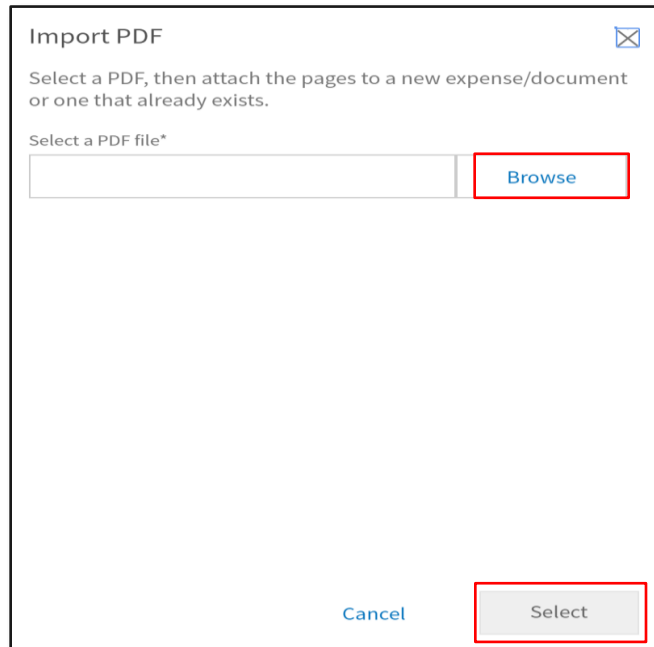 Import PDF
Select a PDF, then attach the pages to a new expense/document
or one that already exists.
Select a PDF file*
Browse
Cancel
Select